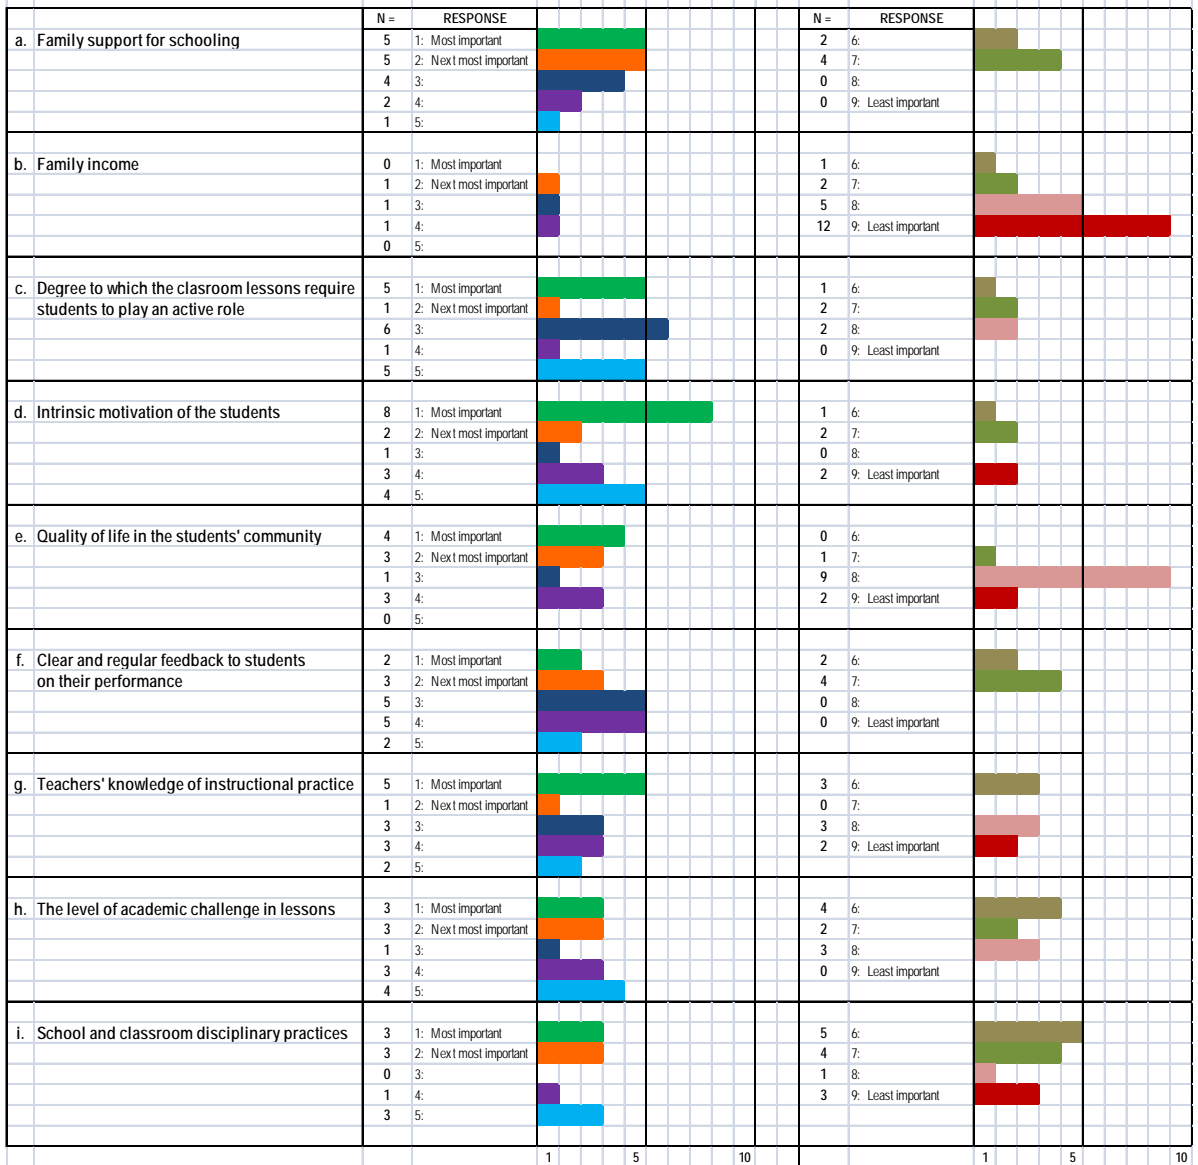 N = RESPONSE N = RESPONSE
a. Family support for schooling 5 1: Most important 2 6:
5 2: Next most important 4 7:
4 3: 0 8:
2 4: 0 9: Least important
1 5:
b. Family income 0 1: Most important 1 6:
1 2: Next most important 2 7:
1 3: 5 8:
1 4: 12 9: Least important
0 5:
c. Degree to which the clasroom lessons require 5 1: Most important 1 6:
students to play an active role 1 2: Next most important 2 7:
6 3: 2 8:
1 4: 0 9: Least important
5 5:
d. Intrinsic motivation of the students 8 1: Most important 1 6:
2 2: Next most important 2 7:
1 3: 0 8:
3 4: 2 9: Least important
4 5:
e. Quality of life in the students' community 4 1: Most important 0 6:
3 2: Next most important 1 7:
1 3: 9 8:
3 4: 2 9: Least important
0 5:
f. Clear and regular feedback to students 2 1: Most important 2 6:
on their performance 3 2: Next most important 4 7:
5 3: 0 8:
5 4: 0 9: Least important
2 5:
g. Teachers' knowledge of instructional practice 5 1: Most important 3 6:
1 2: Next most important 0 7:
3 3: 3 8:
3 4: 2 9: Least important
2 5:
h. The level of academic challenge in lessons 3 1: Most important 4 6:
3 2: Next most important 2 7:
1 3: 3 8:
3 4: 0 9: Least important
4 5:
i. School and classroom disciplinary practices 3 1: Most important 5 6:
3 2: Next most important 4 7:
0 3: 1 8:
1 4: 3 9: Least important
3 5:
1 5 10 1 5 10